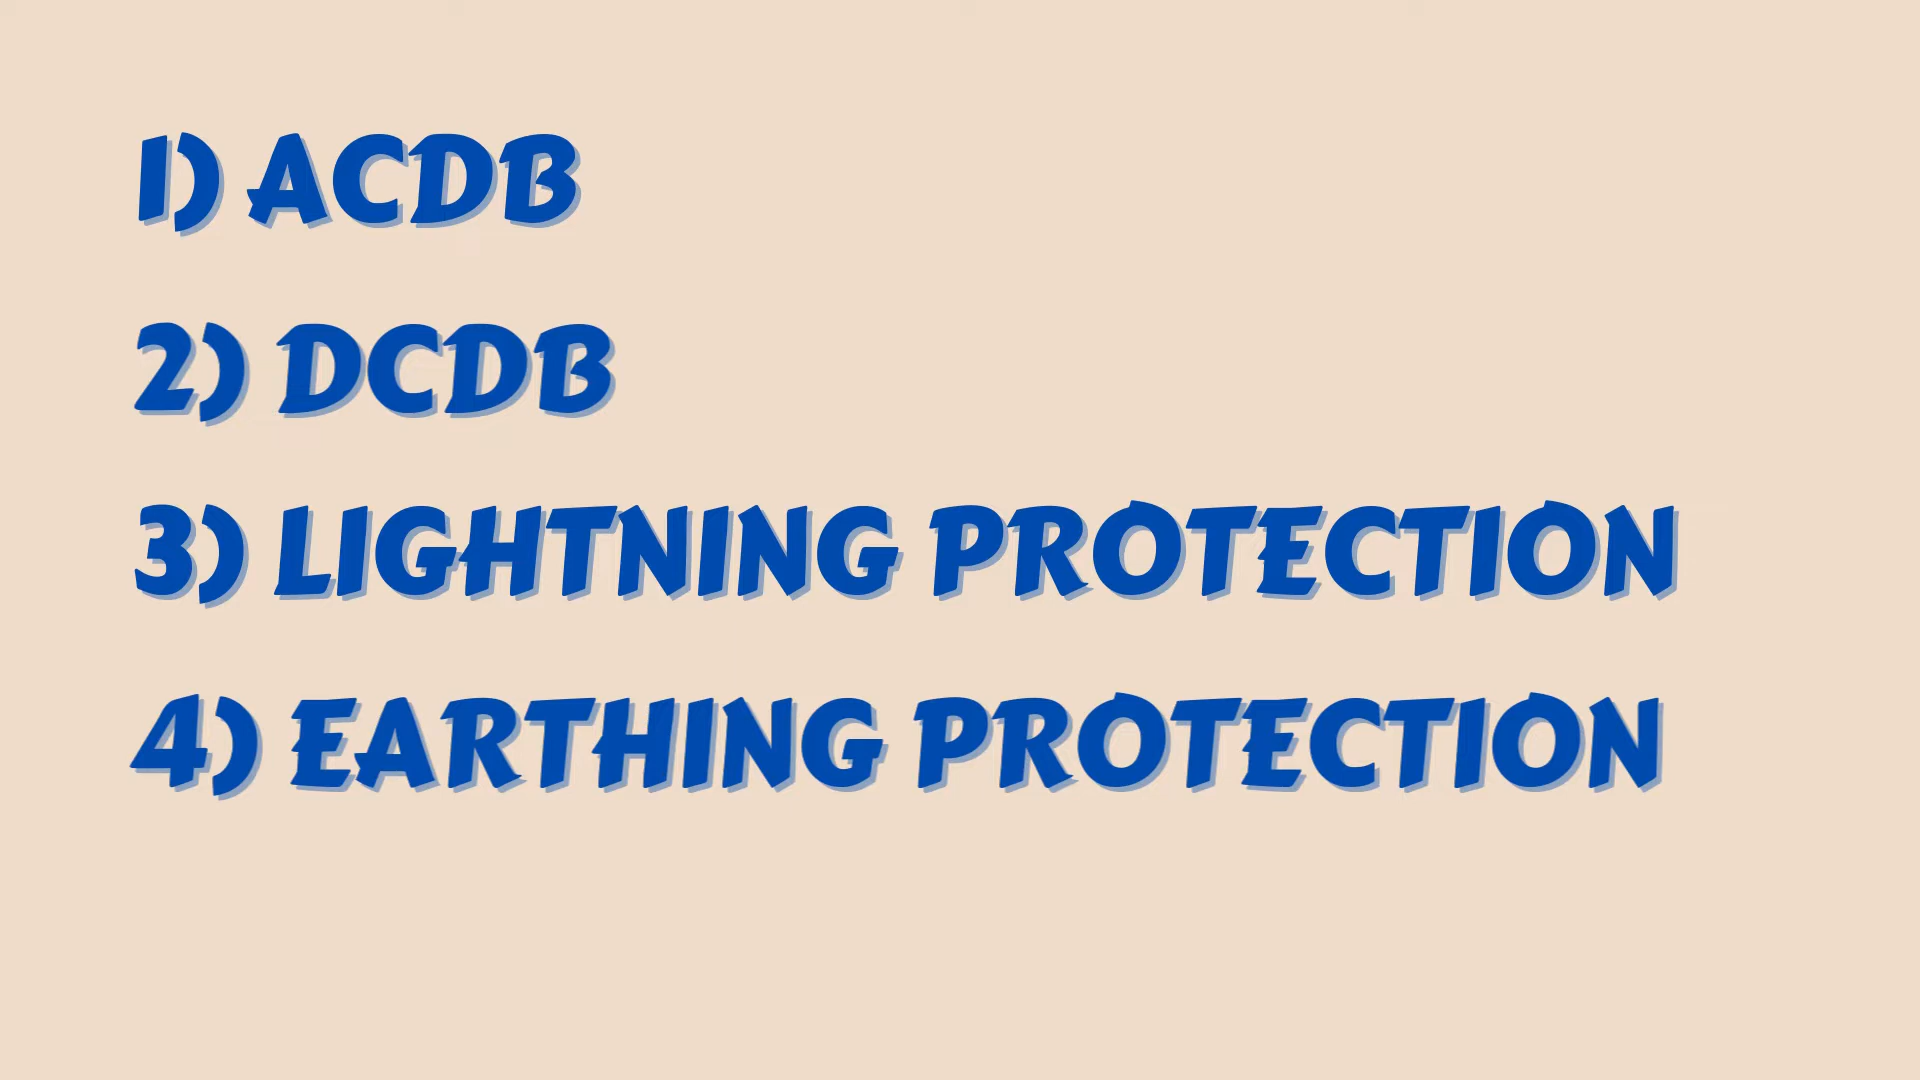 1) ACDB
2) DCDB
3) LIGHTNING PROTECTION
4) EARTHING PROTECTION